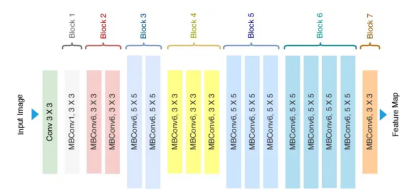 Block 1
Block 2
Block 3
Block 4
Block 5
Block 6
Block 7
Input Image
Conv 3 X 3
MBConv1, 3 X 3
MBConv6, 3 X 3
MBConv6, 3 X 3
MBConv6, 5 X 5
MBConv6, 5 X 5
MBConv6, 3 X 3
MBConv6, 3 X 3
MBConv6, 3 X 3
MBConv6, 5 X 5
MBConv6, 5 X 5
MBConv6, 5 X 5
MBConv6, 5 X 5
MBConv6, 5 X 5
MBConv6, 5 X 5
MBConv6, 5 X 5
MBConv6, 3 X 3
Feature Map